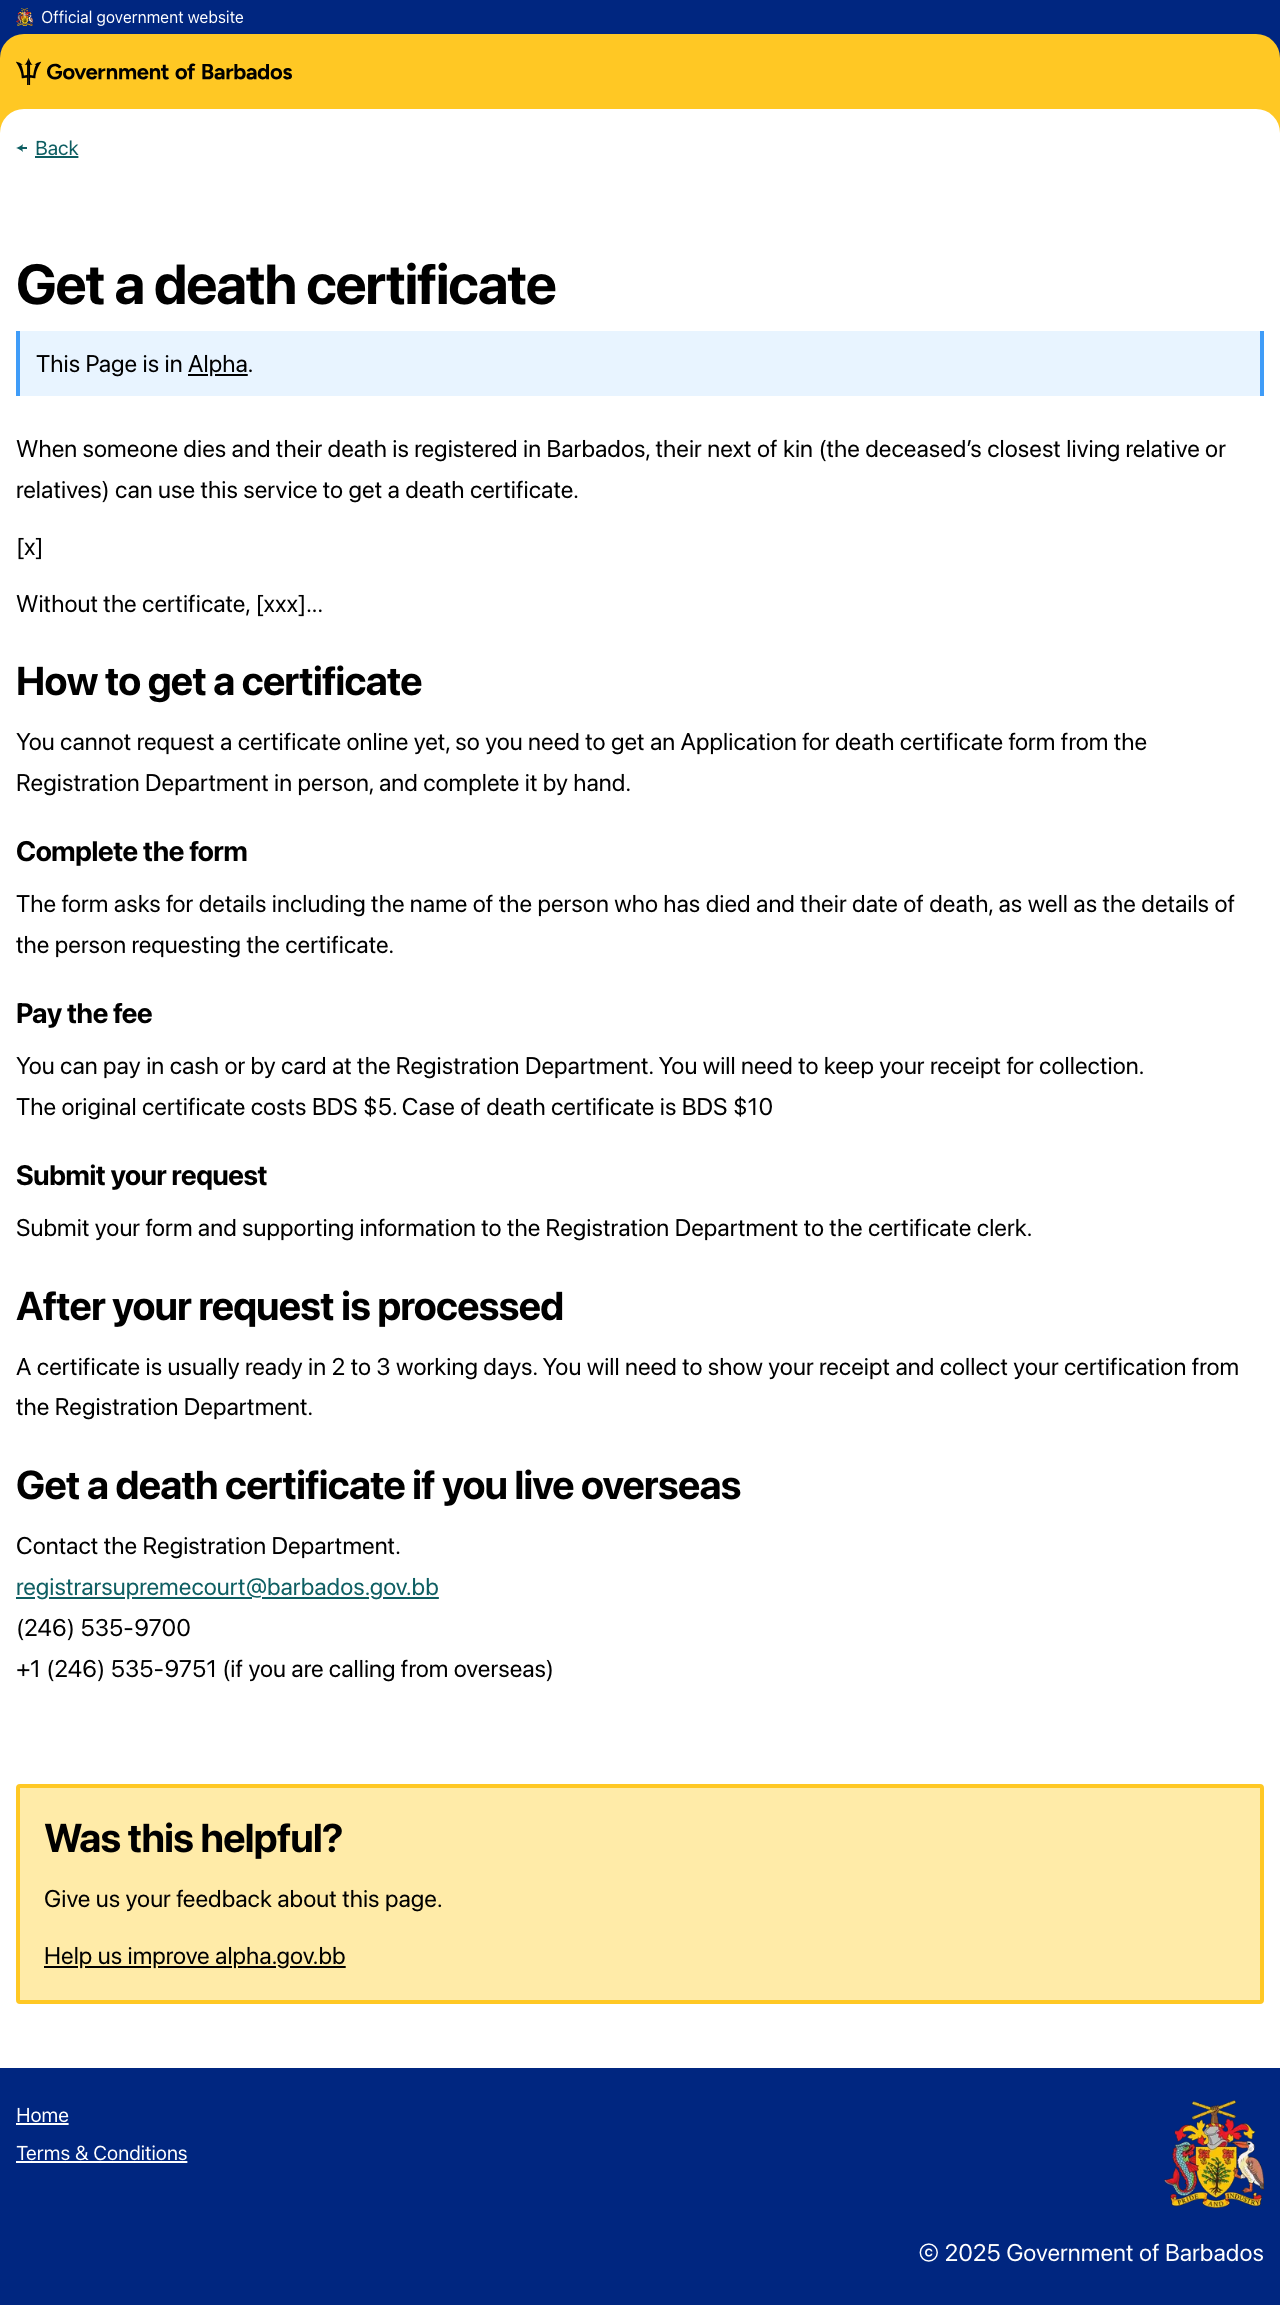 Official government website
Government of Barbados
Back
Get a death certificate
This Page is in Alpha.
When someone dies and their death is registered in Barbados, their next of kin (the deceased’s closest living relative or
relatives) can use this service to get a death certificate.
[x]
Without the certificate, [xxx]...
How to get a certificate
You cannot request a certificate online yet, so you need to get an Application for death certificate form from the
Registration Department in person, and complete it by hand.
Complete the form
The form asks for details including the name of the person who has died and their date of death, as well as the details of
the person requesting the certificate.
Pay the fee
You can pay in cash or by card at the Registration Department. You will need to keep your receipt for collection.
The original certificate costs BDS $5. Case of death certificate is BDS $10
Submit your request
Submit your form and supporting information to the Registration Department to the certificate clerk.
After your request is processed
A certificate is usually ready in 2 to 3 working days. You will need to show your receipt and collect your certification from
the Registration Department.
Get a death certificate if you live overseas
Contact the Registration Department.
registrarsupremecourt@barbados.gov.bb
(246) 535-9700
+1 (246) 535-9751 (if you are calling from overseas)
Was this helpful?
Give us your feedback about this page.
Help us improve alpha.gov.bb
Home
Terms & Conditions
PRIDE AND INDUSTRY
© 2025 Government of Barbados